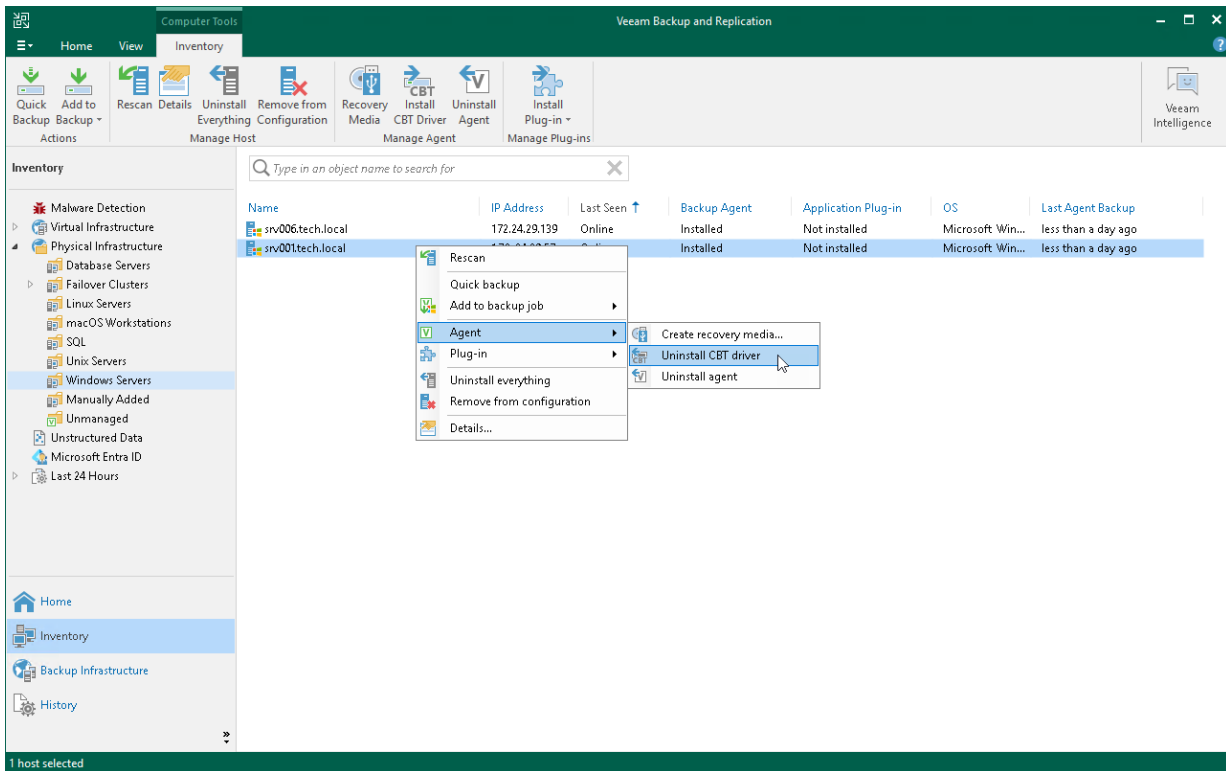 Computer Tools
Veeam Backup and Replication
Home View Inventory
Quick Backup
Add to Backup
Rescan
Details
Uninstall Everything
Remove from Configuration
Recovery Media
Install CBT Driver
Uninstall Agent
Install Plug-in
Veeam Intelligence
Actions
Manage Host
Manage Agent
Manage Plug-ins
Inventory
Type in an object name to search for
Malware Detection
Virtual Infrastructure
Physical Infrastructure
Database Servers
Failover Clusters
Linux Servers
macOS Workstations
SQL
Unix Servers
Windows Servers
Manually Added
Unmanaged
Unstructured Data
Microsoft Entra ID
Last 24 Hours
Home
Inventory
Backup Infrastructure
History
Name IP Address Last Seen Backup Agent Application Plug-in OS Last Agent Backup
srv006.tech.local 172.24.29.139 Online Installed Not installed Microsoft Win... less than a day ago
srv001.tech.local Installed Not installed Microsoft Win... less than a day ago
Rescan
Quick backup
Add to backup job
Agent
Plug-in
Uninstall everything
Remove from configuration
Details...
Create recovery media...
CBT
Uninstall CBT driver
Uninstall agent
1 host selected